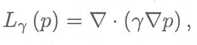 L_γ (p) = ∇ · (γ∇p) ,